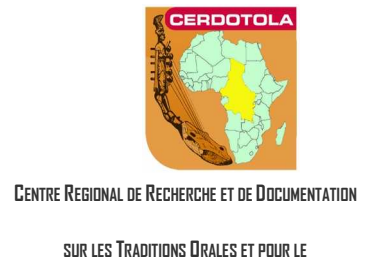 CERDOTOLA
CENTRE REGIONAL DE RECHERCHE ET DE DOCUMENTATION
SUR LES TRADITIONS ORALES ET POUR LE